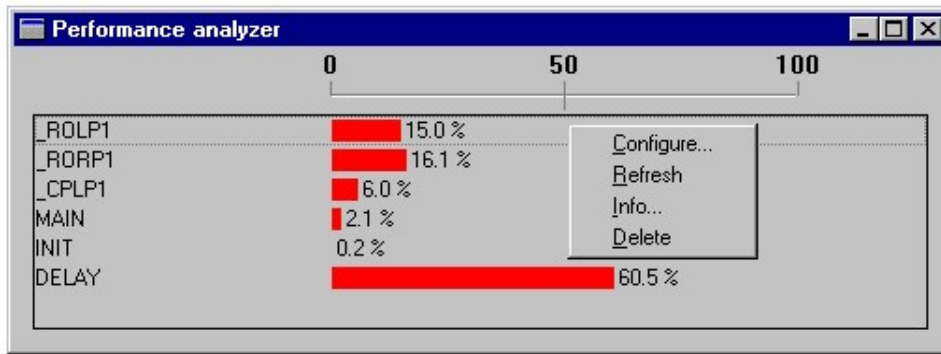 Performance analyzer
0 50 100
_ROLP1 15.0 %
_RORP1 16.1 %
_CPLP1 6.0 %
MAIN 2.1 %
INIT 0.2 %
DELAY 60.5 %
Configure...
Refresh
Info...
Delete